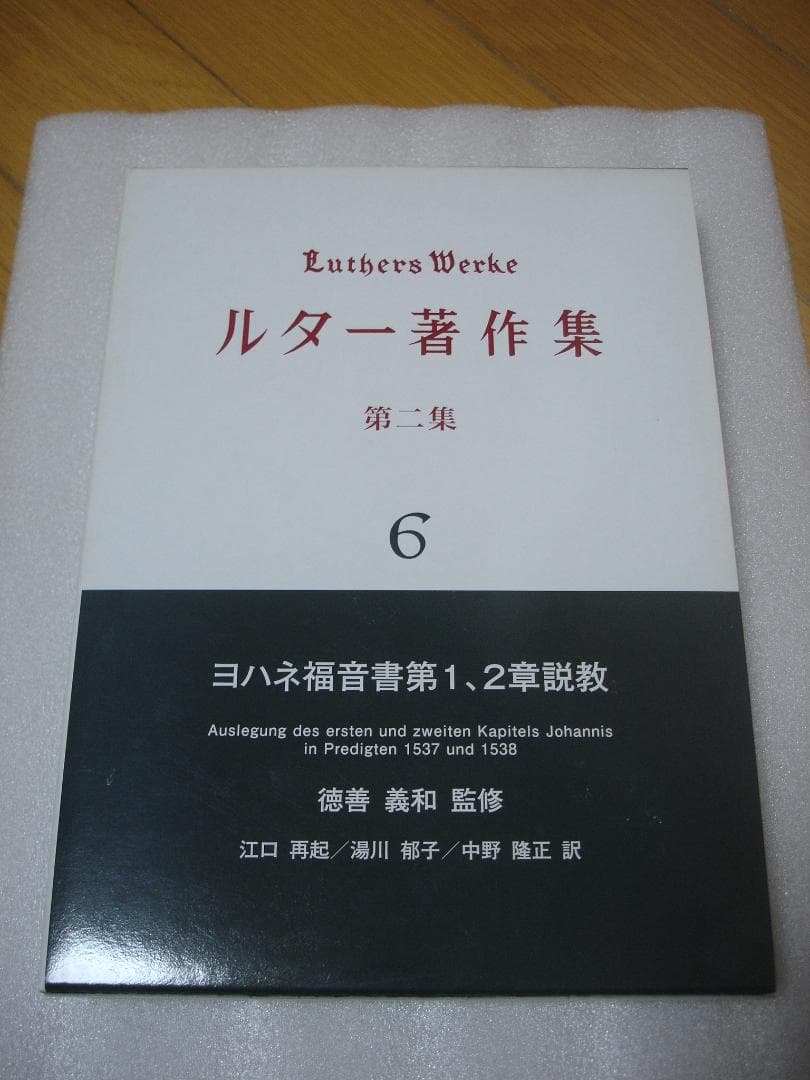 Luthers Werke
ルター著作集
第二集
6
ヨハネ福音書第1、2章説教
Auslegung des ersten und zweiten Kapitels Johannis
in Predigten 1537 und 1538
徳善 義和 監修
江口 再起／湯川 郁子／中野 隆正 訳